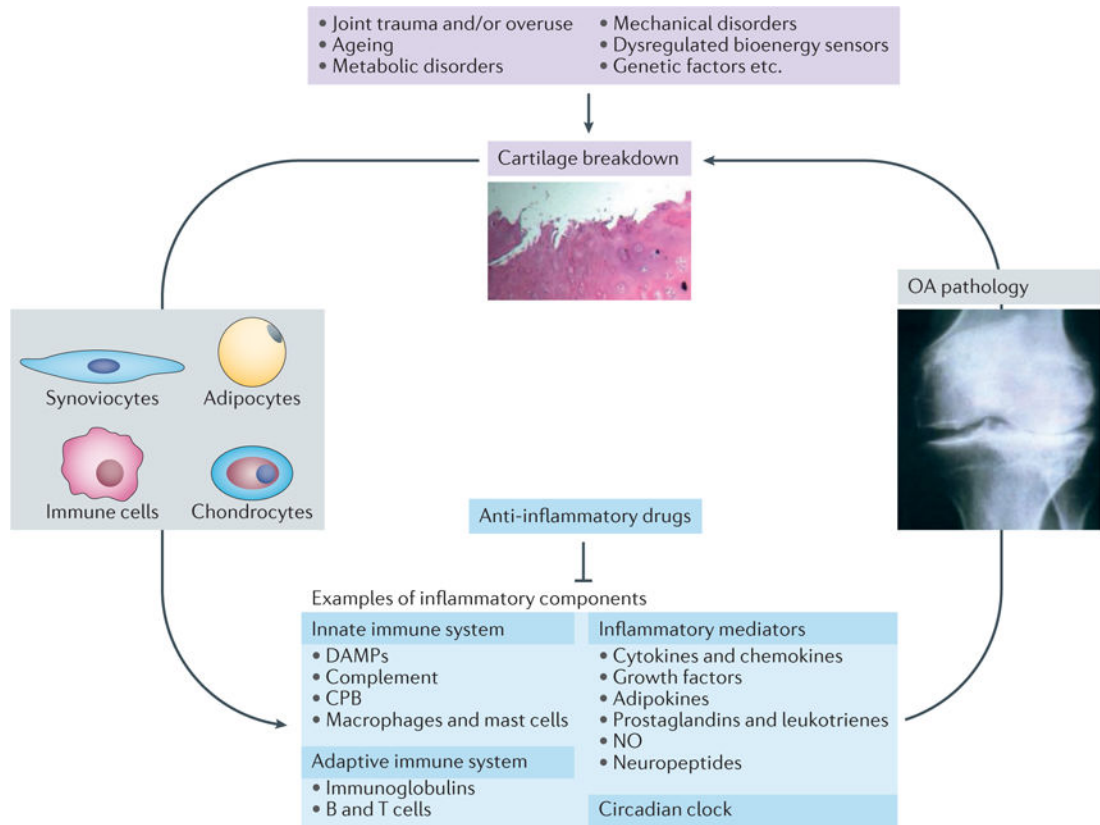 • Joint trauma and/or overuse
• Ageing
• Metabolic disorders
• Mechanical disorders
• Dysregulated bioenergy sensors
• Genetic factors etc.
Cartilage breakdown
OA pathology
Synoviocytes
Adipocytes
Immune cells
Chondrocytes
Anti-inflammatory drugs
Examples of inflammatory components
Innate immune system
• DAMPs
• Complement
• CPB
• Macrophages and mast cells
Adaptive immune system
• Immunoglobulins
• B and T cells
Inflammatory mediators
• Cytokines and chemokines
• Growth factors
• Adipokines
• Prostaglandins and leukotrienes
• NO
• Neuropeptides
Circadian clock